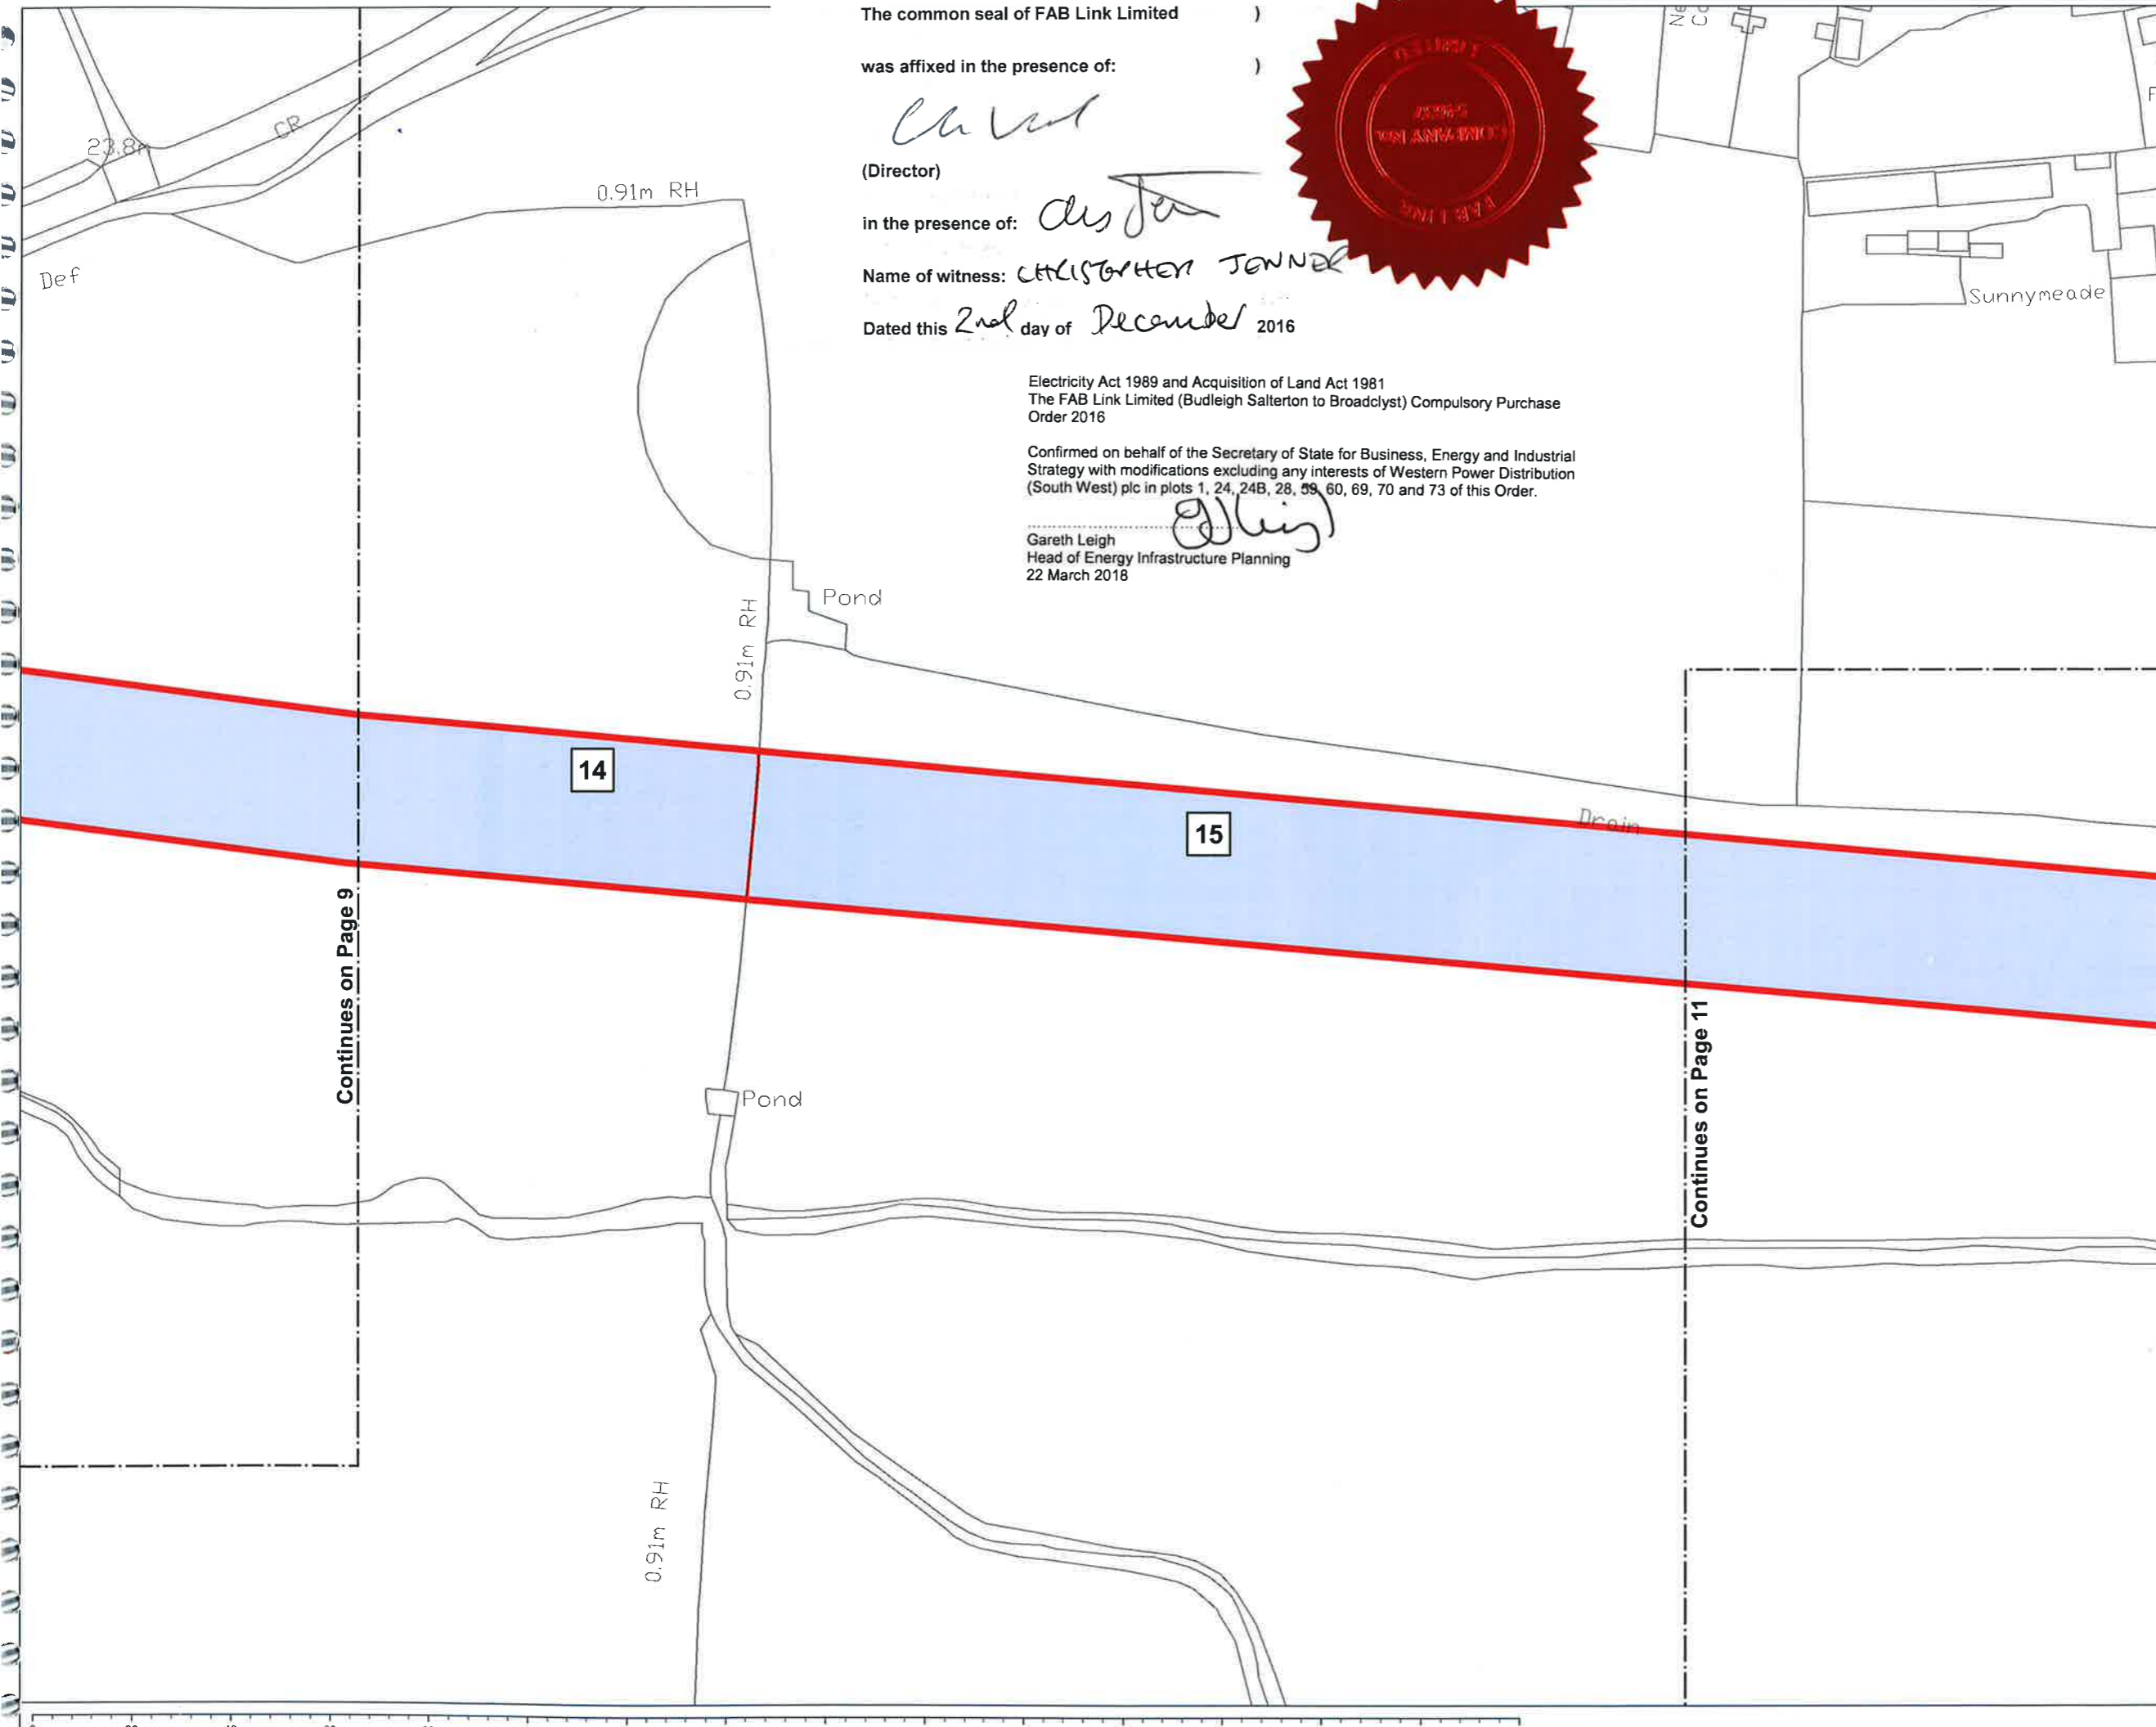 The common seal of FAB Link Limited )
was affixed in the presence of: )
(Director)
in the presence of:
Name of witness: CHRISTOPHER JENNER
Dated this 2nd day of December 2016
Electricity Act 1989 and Acquisition of Land Act 1981
The FAB Link Limited (Budleigh Salterton to Broadclyst) Compulsory Purchase
Order 2016
Confirmed on behalf of the Secretary of State for Business, Energy and Industrial
Strategy with modifications excluding any interests of Western Power Distribution
(South West) plc in plots 1, 24, 24B, 28, 59, 60, 69, 70 and 73 of this Order.
Gareth Leigh
Head of Energy Infrastructure Planning
22 March 2018
LIMITED
COMPANY NO.
FAB LINK
CR
23.8m
0.91m RH
Def
Sunnymeade
Pond
0.91m RH
14
15
Drain
Continues on Page 9
Continues on Page 11
Pond
0.91m RH